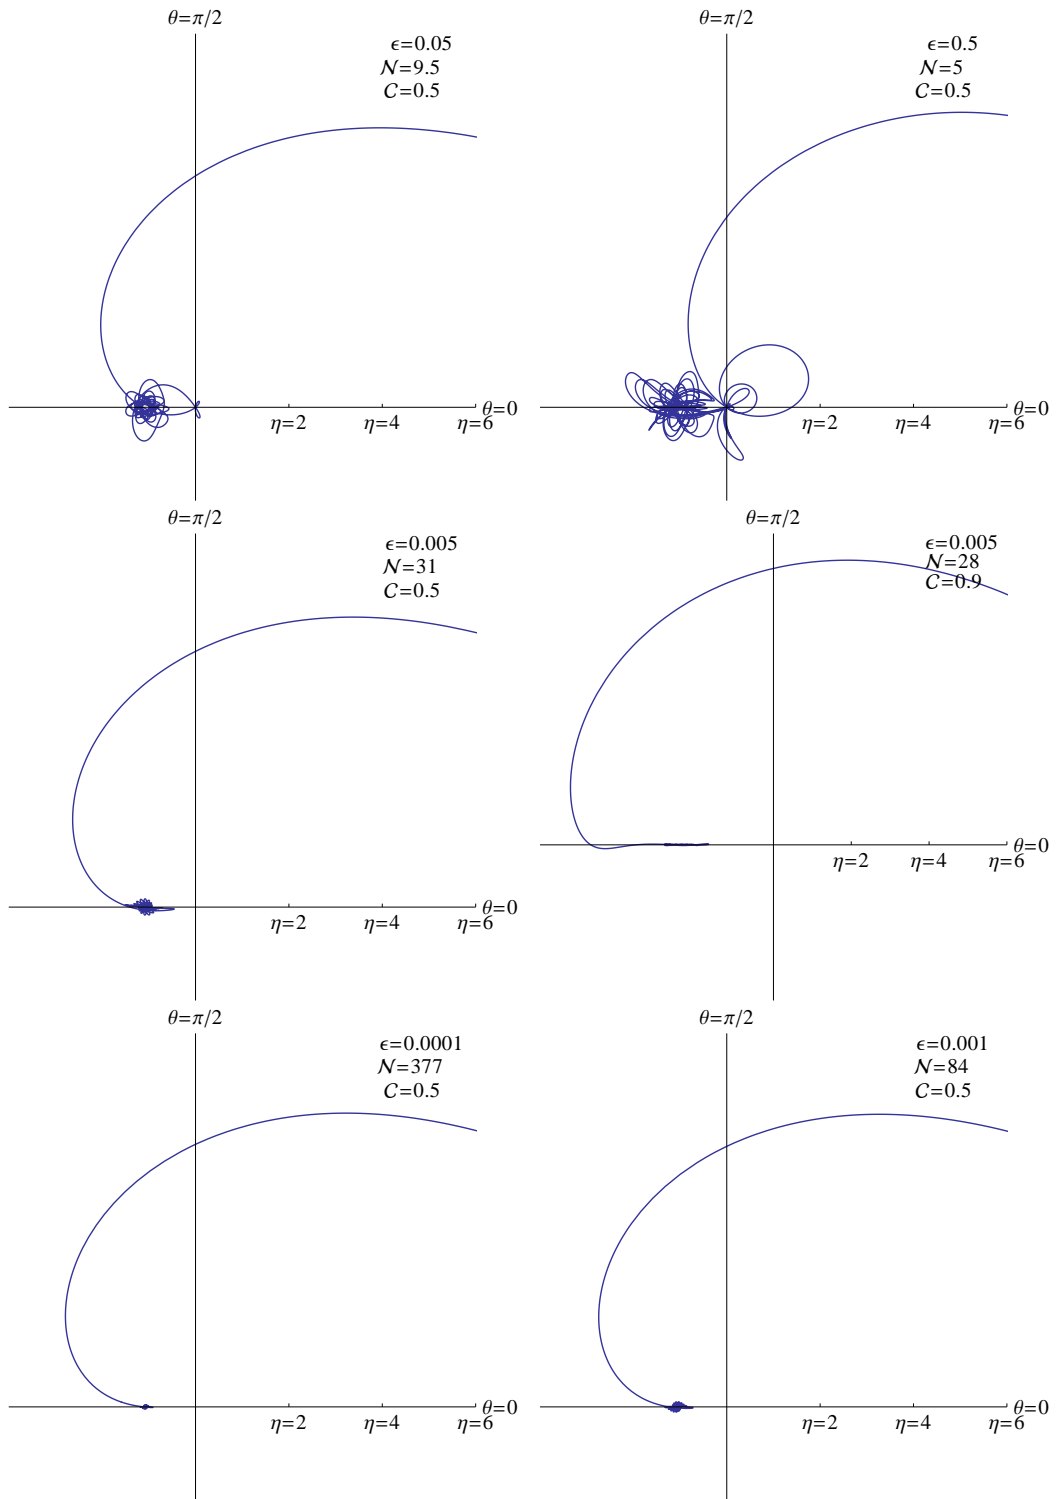 θ=π/2
ϵ=0.05
𝒩=9.5
𝒞=0.5
η=2 η=4 η=6 θ=0
θ=π/2
ϵ=0.5
𝒩=5
𝒞=0.5
η=2 η=4 η=6 θ=0
θ=π/2
ϵ=0.005
𝒩=31
𝒞=0.5
η=2 η=4 η=6 θ=0
θ=π/2
ϵ=0.005
𝒩=28
𝒞=0.9
η=2 η=4 η=6 θ=0
θ=π/2
ϵ=0.0001
𝒩=377
𝒞=0.5
η=2 η=4 η=6 θ=0
θ=π/2
ϵ=0.001
𝒩=84
𝒞=0.5
η=2 η=4 η=6 θ=0